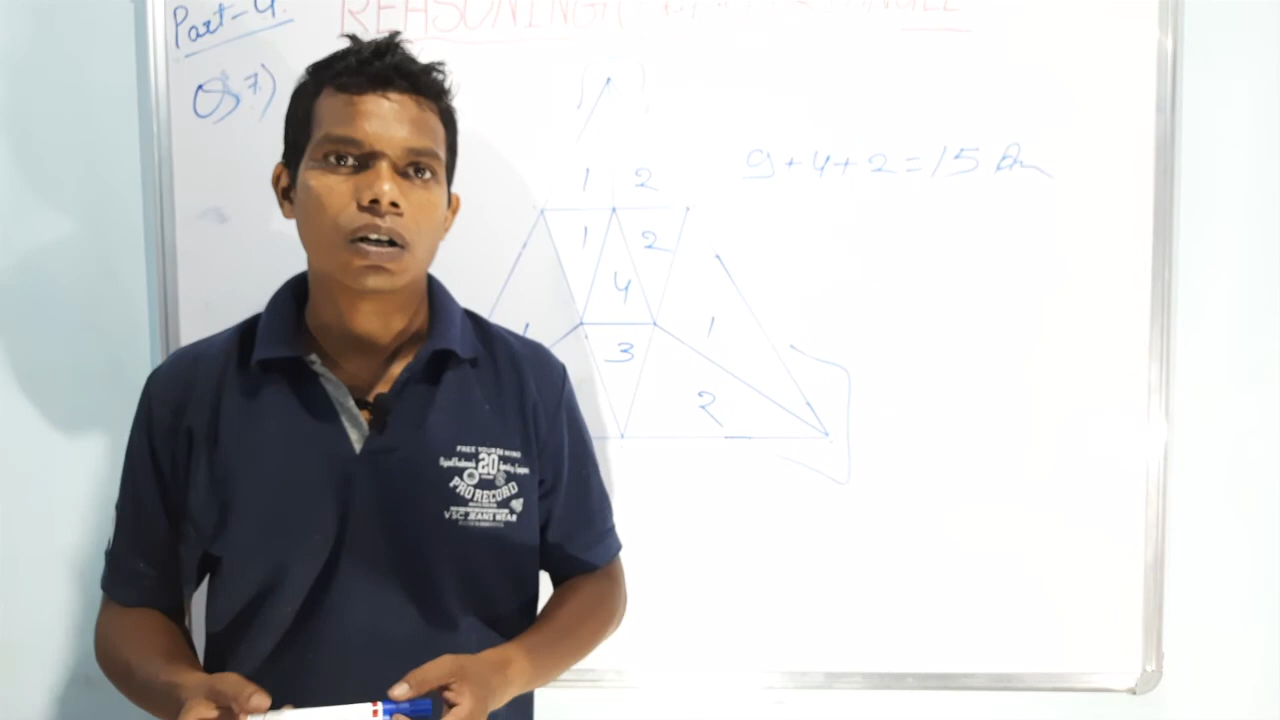 Part-4.
REASONING
Q 7)
9+4+2=15 Ans
1 2
1 2
4
1
3
2
FREE YOUR MIND
20
PRO RECORD
VSC JEANS WEAR